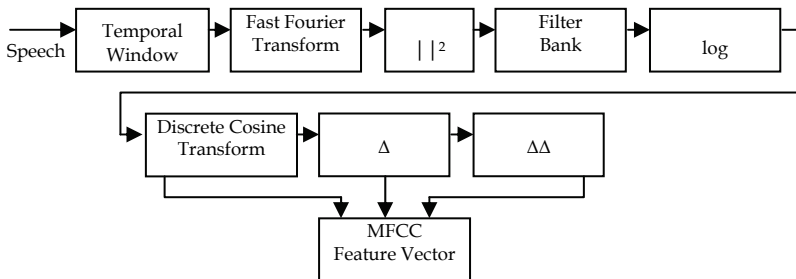 Speech
Temporal
Window
Fast Fourier
Transform
| |²
Filter
Bank
log
Discrete Cosine
Transform
Δ
ΔΔ
MFCC
Feature Vector